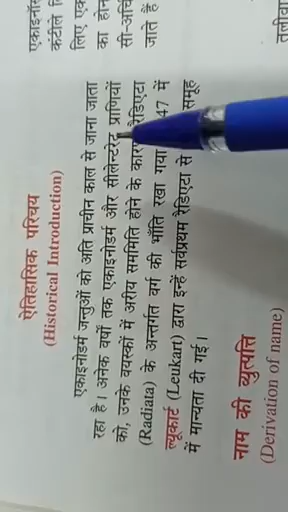 ऐतिहासिक परिचय
(Historical Introduction)
एकाइनोडर्म जन्तुओं को अति प्राचीन काल से जाना जाता
रहा है। अनेक वर्षों तक एकाइनोडर्म और सीलेन्टरेट प्राणियों
को, उनके वयस्कों में अरीय सममिति होने के कारण रैडिएटा
(Radiata) के अन्तर्गत वर्ग की भाँति रखा गया 47 में
ल्यूकार्ट (Leukart) द्वारा इन्हें सर्वप्रथम रैडिएटा से समूह
में मान्यता दी गई।
नाम की व्युत्पत्ति
(Derivation of name)
कंटीले
लिए एक
का होन
जाते हैं